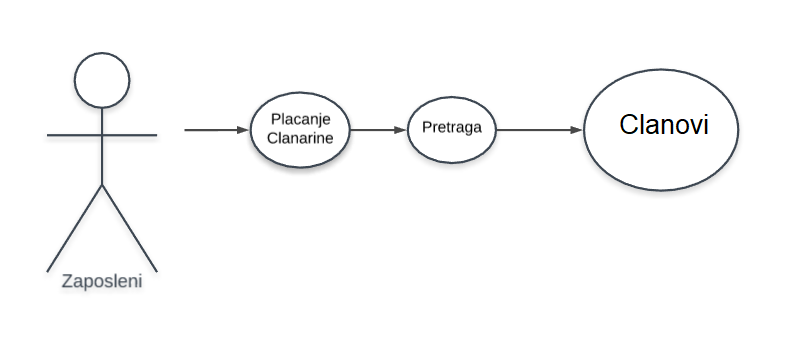 Placanje
Clanarine
Pretraga
Clanovi
Zaposleni